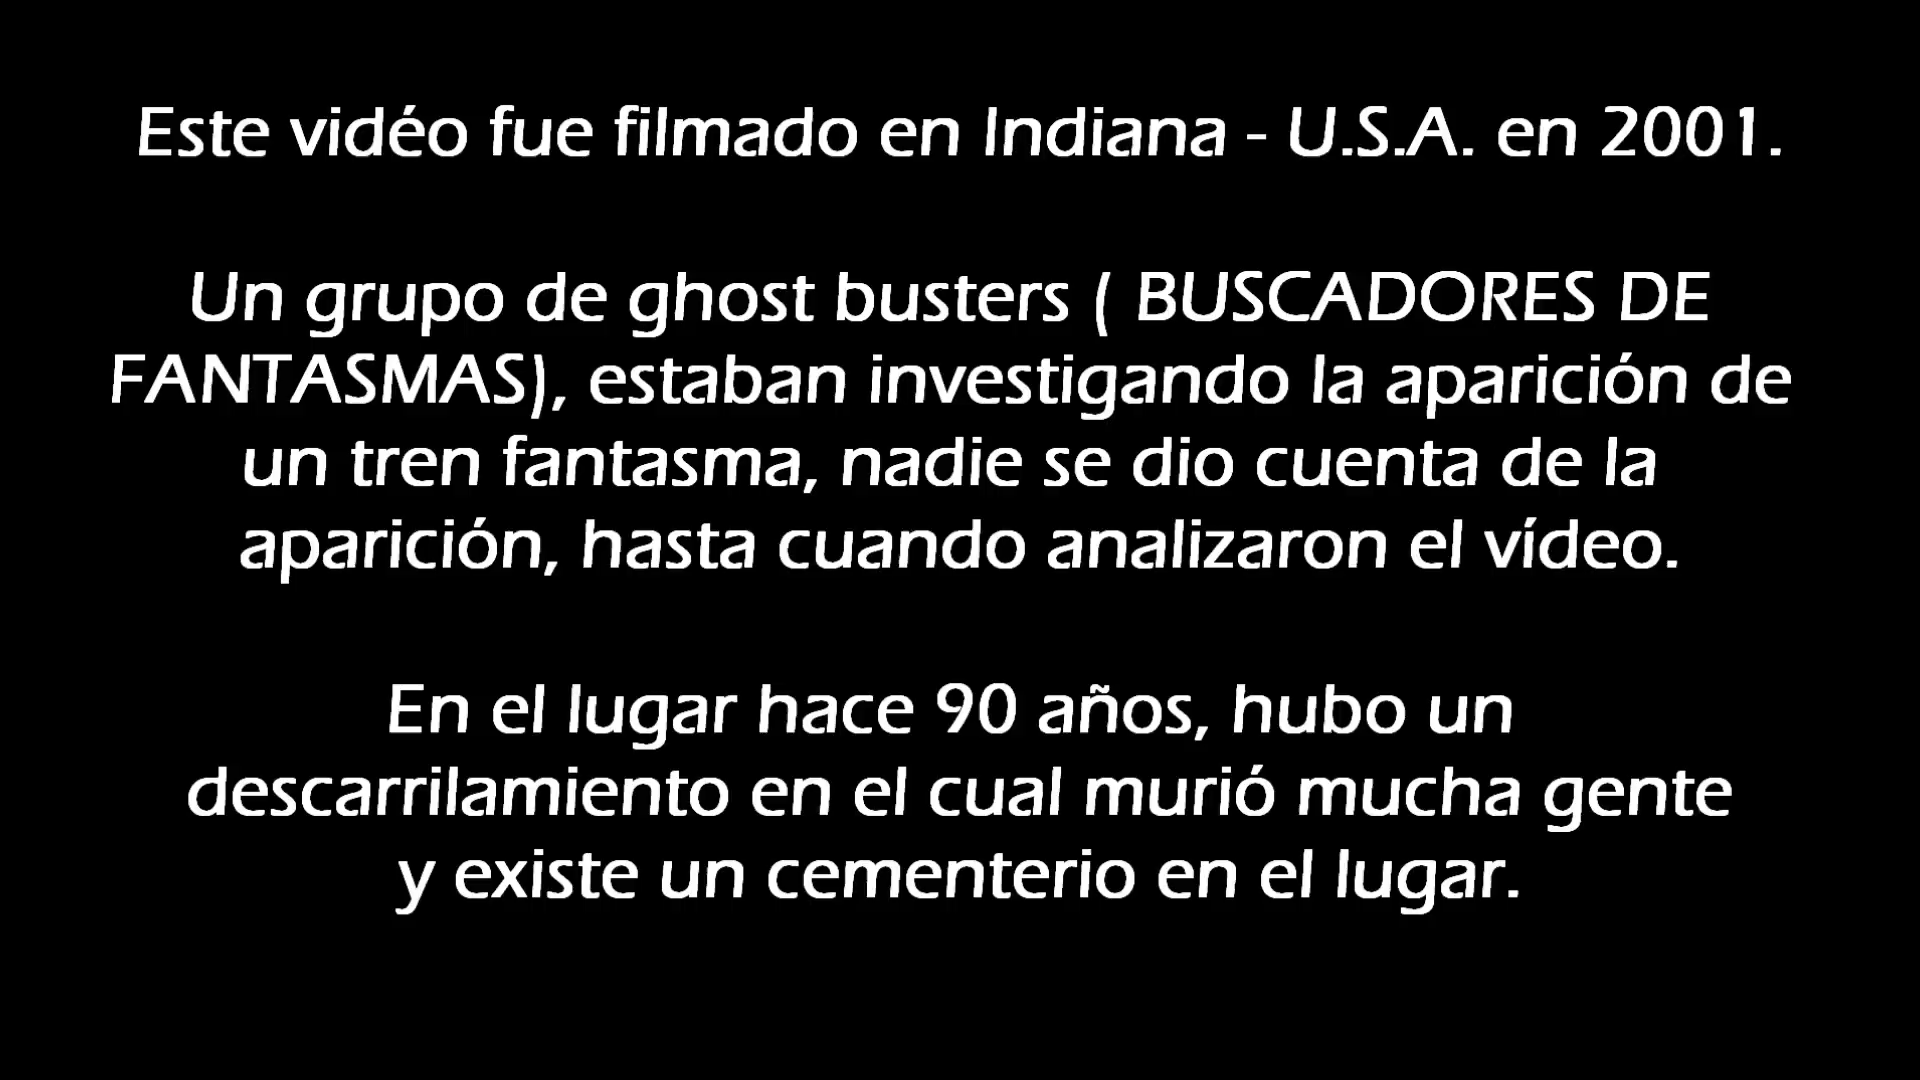 Este vidéo fue filmado en Indiana - U.S.A. en 2001.
Un grupo de ghost busters ( BUSCADORES DE
FANTASMAS), estaban investigando la aparición de
un tren fantasma, nadie se dio cuenta de la
aparición, hasta cuando analizaron el vídeo.
En el lugar hace 90 años, hubo un
descarrilamiento en el cual murió mucha gente
y existe un cementerio en el lugar.